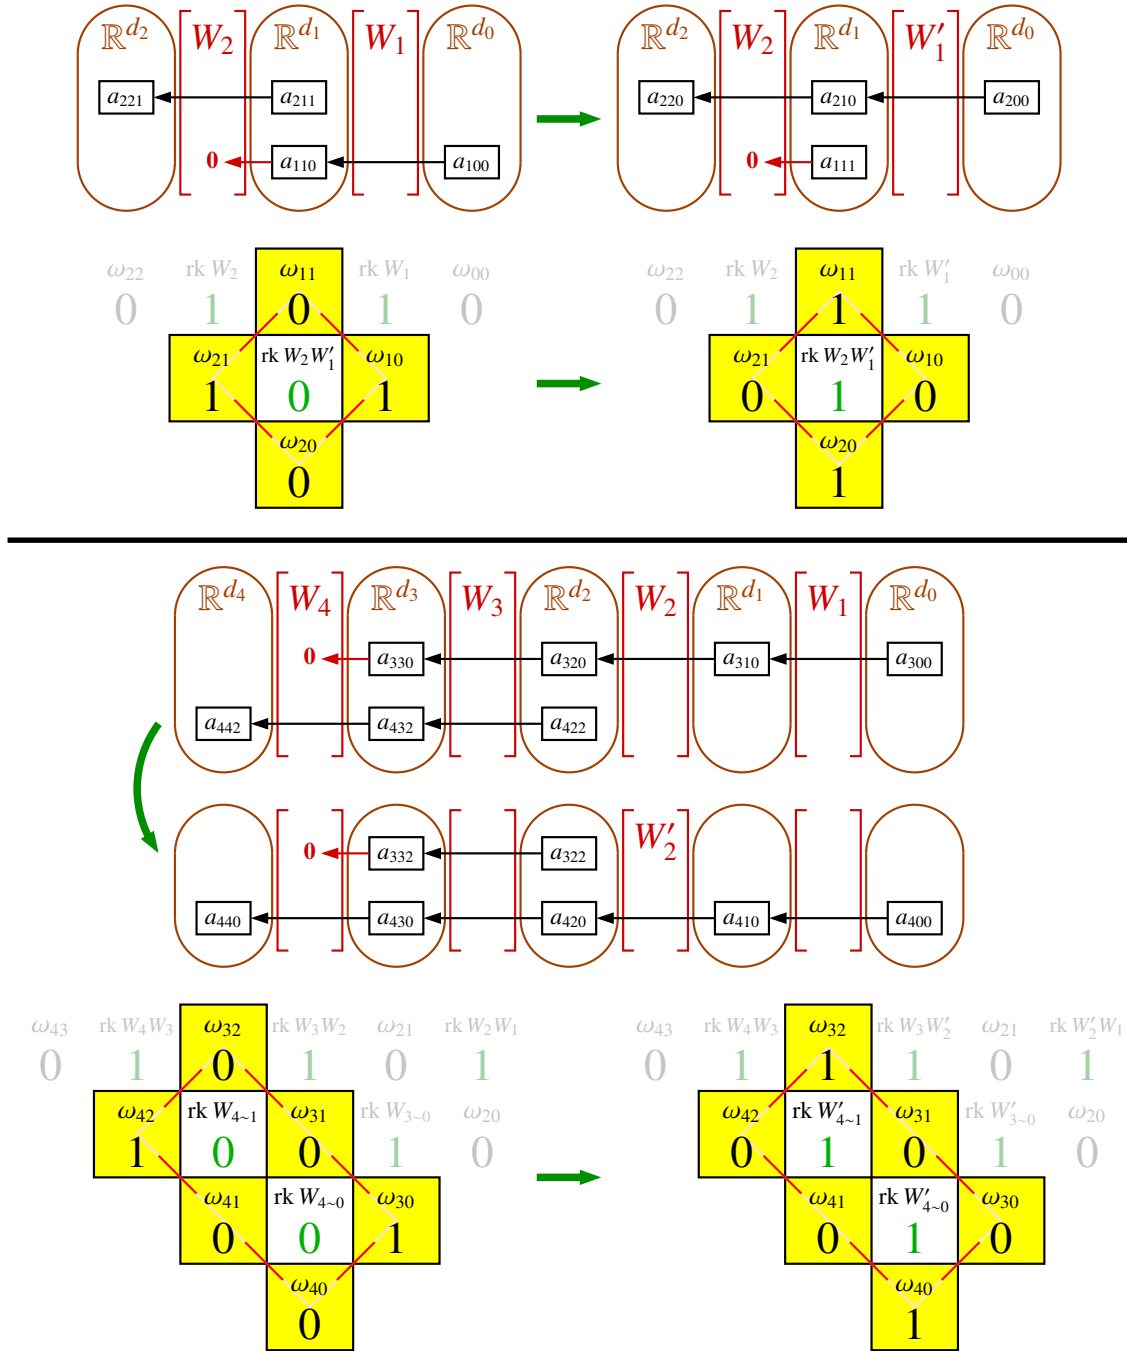 ℝ^{d_2} W_2 ℝ^{d_1} W_1 ℝ^{d_0} ℝ^{d_2} W_2 ℝ^{d_1} W′_1 ℝ^{d_0}
a_{221} a_{211} a_{220} a_{210} a_{200}
0 a_{110} a_{100} 0 a_{111}
ω_{22} rk W_2 ω_{11} rk W_1 ω_{00} ω_{22} rk W_2 ω_{11} rk W′_1 ω_{00}
0 1 0 1 0 0 1 1 1 0
ω_{21} rk W_2W′_1 ω_{10} ω_{21} rk W_2W′_1 ω_{10}
1 0 1 0 1 0
ω_{20} ω_{20}
0 1
ℝ^{d_4} W_4 ℝ^{d_3} W_3 ℝ^{d_2} W_2 ℝ^{d_1} W_1 ℝ^{d_0}
0 a_{330} a_{320} a_{310} a_{300}
a_{442} a_{432} a_{422}
W′_2
0 a_{332} a_{322}
a_{440} a_{430} a_{420} a_{410} a_{400}
ω_{43} rk W_4W_3 ω_{32} rk W_3W_2 ω_{21} rk W_2W_1 ω_{43} rk W_4W_3 ω_{32} rk W_3W′_2 ω_{21} rk W′_2W_1
0 1 0 1 0 1 0 1 1 1 0 1
ω_{42} rk W_{4∼1} ω_{31} rk W_{3∼0} ω_{20} ω_{42} rk W′_{4∼1} ω_{31} rk W′_{3∼0} ω_{20}
1 0 0 1 0 0 1 0 1 0
ω_{41} rk W_{4∼0} ω_{30} ω_{41} rk W′_{4∼0} ω_{30}
0 0 1 0 1 0
ω_{40} ω_{40}
0 1